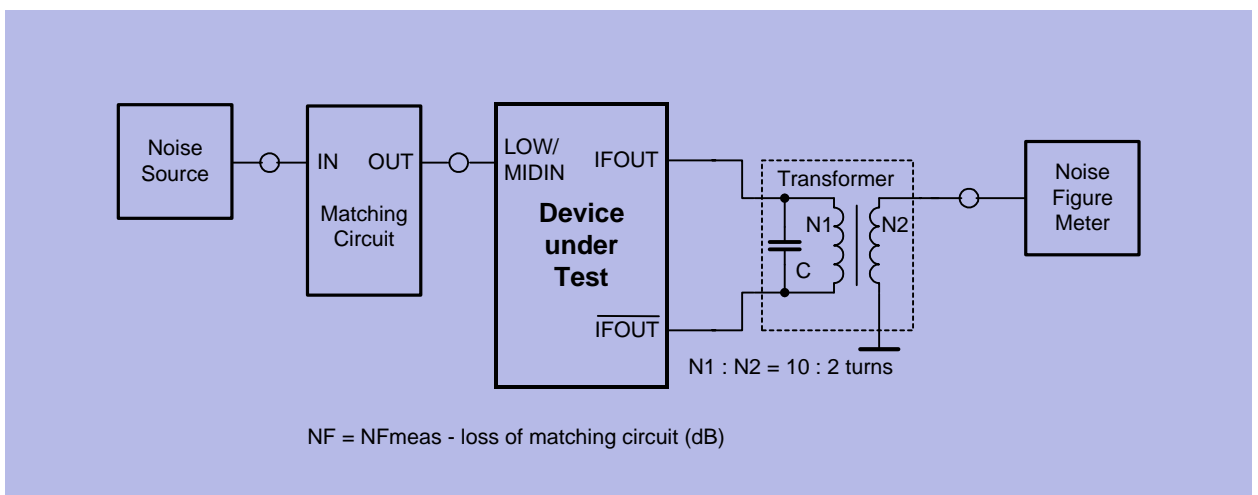 Noise
Source
IN
OUT
Matching
Circuit
LOW/
MIDIN
IFOUT
Device
under
Test
IFOUT
Transformer
N1
N2
C
N1 : N2 = 10 : 2 turns
Noise
Figure
Meter
NF = NFmeas - loss of matching circuit (dB)